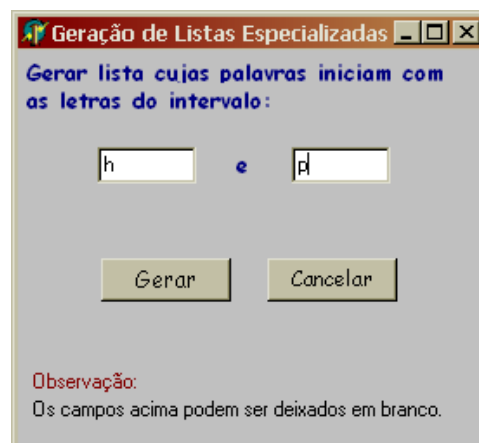 Geração de Listas Especializadas
Gerar lista cujas palavras iniciam com
as letras do intervalo:
h e p
Gerar Cancelar
Observação:
Os campos acima podem ser deixados em branco.